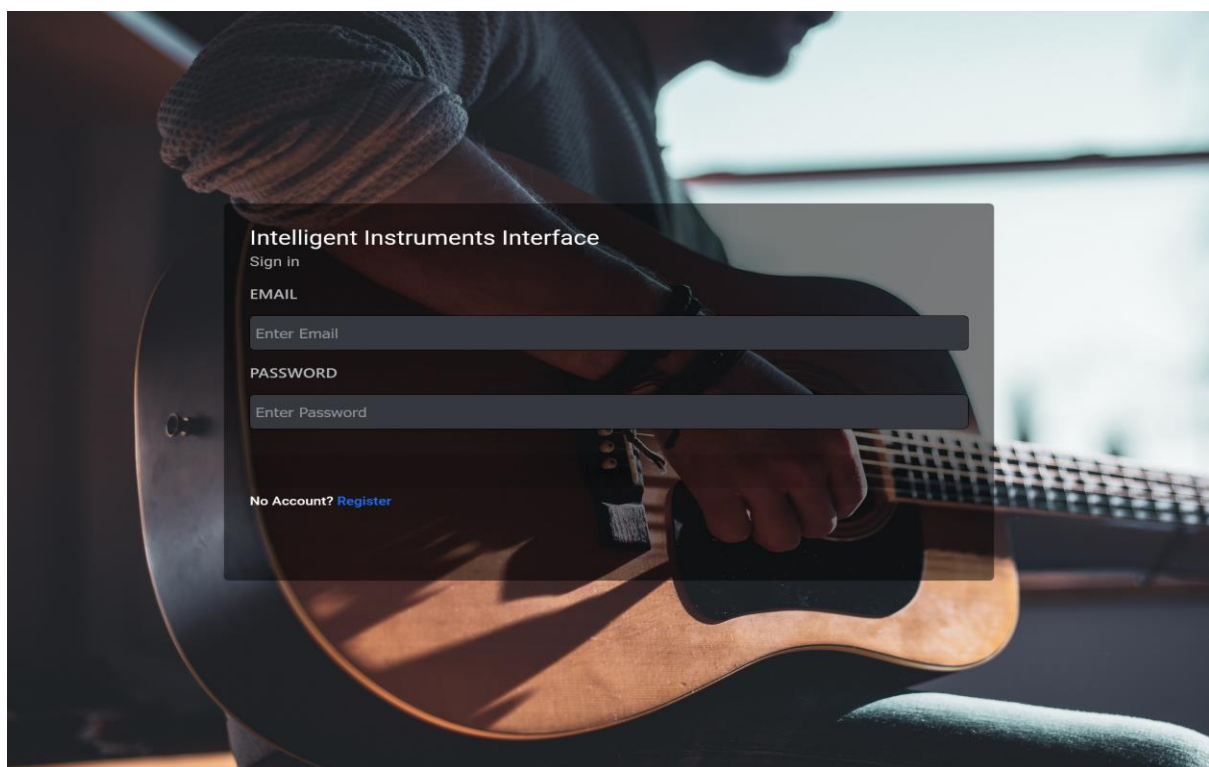 Intelligent Instruments Interface
Sign in
EMAIL
Enter Email
PASSWORD
Enter Password
No Account? Register